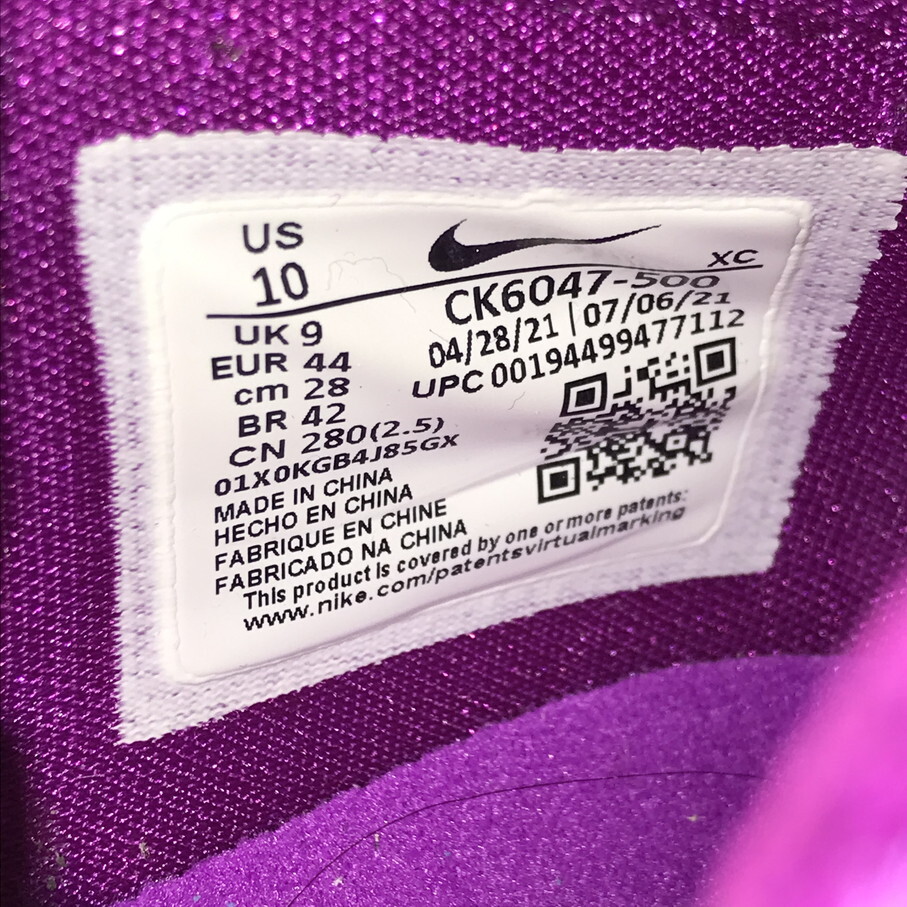 US
10
XC
UK 9
EUR 44
cm 28
BR 42
CN 280(2.5)
01X0KGB4J85GX
CK6047-500
04/28/21 | 07/06/21
UPC 00194499477112
MADE IN CHINA
HECHO EN CHINA
FABRIQUE EN CHINE
FABRICADO NA CHINA
This product is covered by one or more patents:
www.nike.com/patentsvirtualmarking